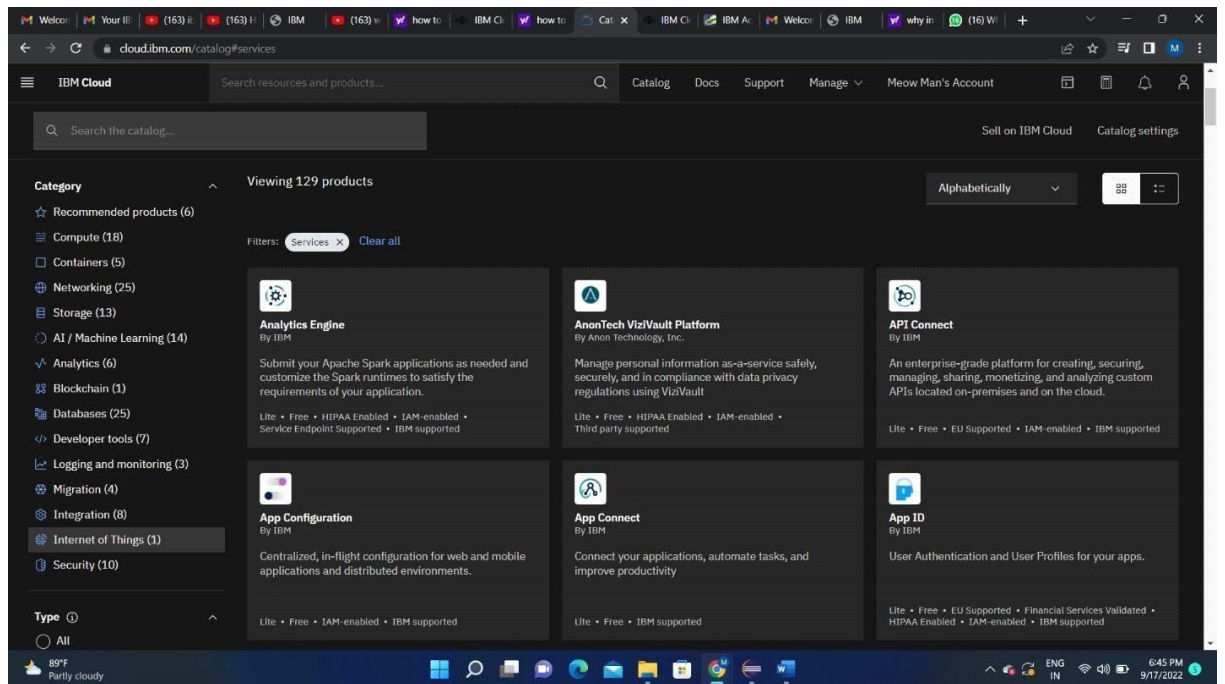 Welcon
Your IB
(163) ib
(163) H
IBM
(163) w
how to
IBM Clo
how to
Cat
IBM Cl
IBM Ac
Welcon
IBM
why in
(16) W
cloud.ibm.com/catalog#services
M
IBM Cloud
Search resources and products...
Catalog
Docs
Support
Manage
Meow Man's Account
Search the catalog...
Sell on IBM Cloud
Catalog settings
Category
Viewing 129 products
Alphabetically
Recommended products (6)
Compute (18)
Filters: Services X Clear all
Containers (5)
Networking (25)
Storage (13)
AI / Machine Learning (14)
Analytics (6)
Blockchain (1)
Databases (25)
Developer tools (7)
Logging and monitoring (3)
Migration (4)
Integration (8)
Internet of Things (1)
Security (10)
Type
All
Analytics Engine
By IBM
Submit your Apache Spark applications as needed and
customize the Spark runtimes to satisfy the
requirements of your application.
Lite • Free • HIPAA Enabled • IAM-enabled •
Service Endpoint Supported • IBM supported
AnonTech ViziVault Platform
By Anon Technology, Inc.
Manage personal information as-a-service safely,
securely, and in compliance with data privacy
regulations using ViziVault
Lite • Free • HIPAA Enabled • IAM-enabled •
Third party supported
API Connect
By IBM
An enterprise-grade platform for creating, securing,
managing, sharing, monetizing, and analyzing custom
APIs located on-premises and on the cloud.
Lite • Free • EU Supported • IAM-enabled • IBM supported
App Configuration
By IBM
Centralized, in-flight configuration for web and mobile
applications and distributed environments.
Lite • Free • IAM-enabled • IBM supported
App Connect
By IBM
Connect your applications, automate tasks, and
improve productivity
Lite • Free • IBM supported
App ID
By IBM
User Authentication and User Profiles for your apps.
Lite • Free • EU Supported • Financial Services Validated •
HIPAA Enabled • IAM-enabled • IBM supported
89°F
Partly cloudy
ENG
IN
6:45 PM
9/17/2022
5